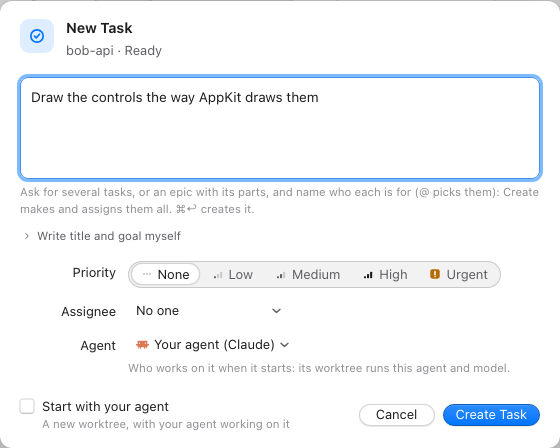 New Task
bob-api · Ready
Draw the controls the way AppKit draws them
Ask for several tasks, or an epic with its parts, and name who each is for (@ picks them): Create
makes and assigns them all. ⌘↩ creates it.
Write title and goal myself
Priority None Low Medium High Urgent
Assignee No one
Agent Your agent (Claude)
Who works on it when it starts: its worktree runs this agent and model.
Start with your agent
A new worktree, with your agent working on it
Cancel Create Task